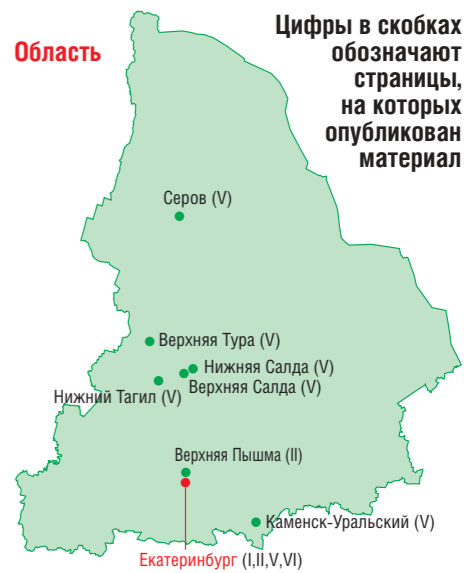 Область
Цифры в скобках
обозначают
страницы,
на которых
опубликован
материал
Серов (V)
Верхняя Тура (V)
Нижняя Салда (V)
Верхняя Салда (V)
Нижний Тагил (V)
Верхняя Пышма (II)
Каменск-Уральский (V)
Екатеринбург (I,II,V,VI)